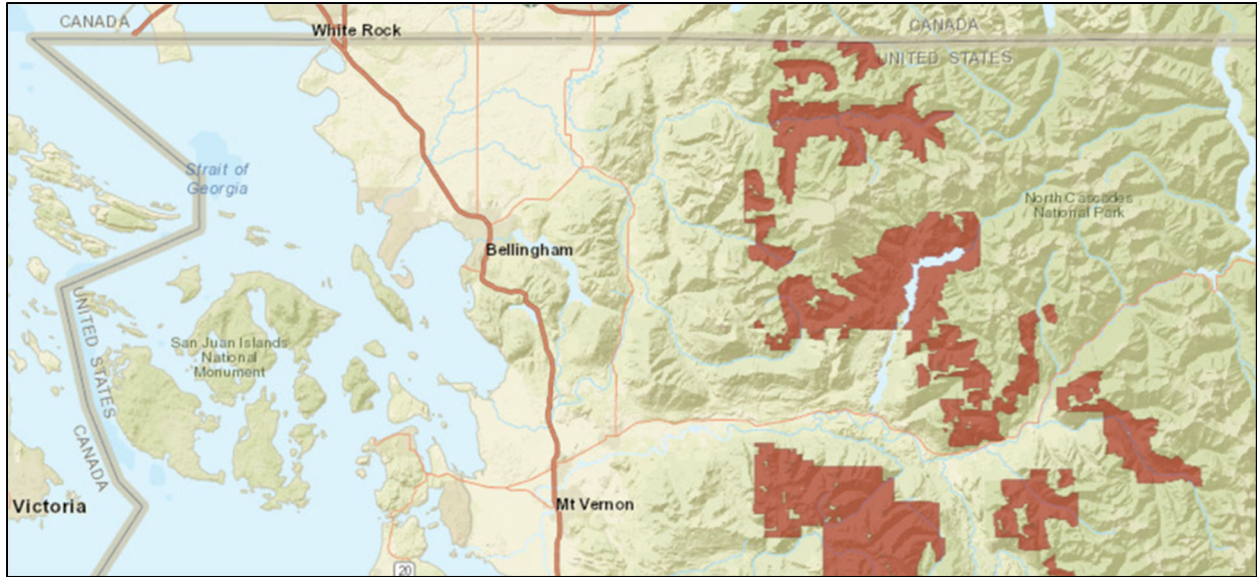 CANADA
CANADA
White Rock
UNITED STATES
Strait of
Georgia
North Cascades
National Park
Bellingham
UNITED STATES
San Juan Islands
National
Monument
CANADA
Victoria
Mt Vernon
20